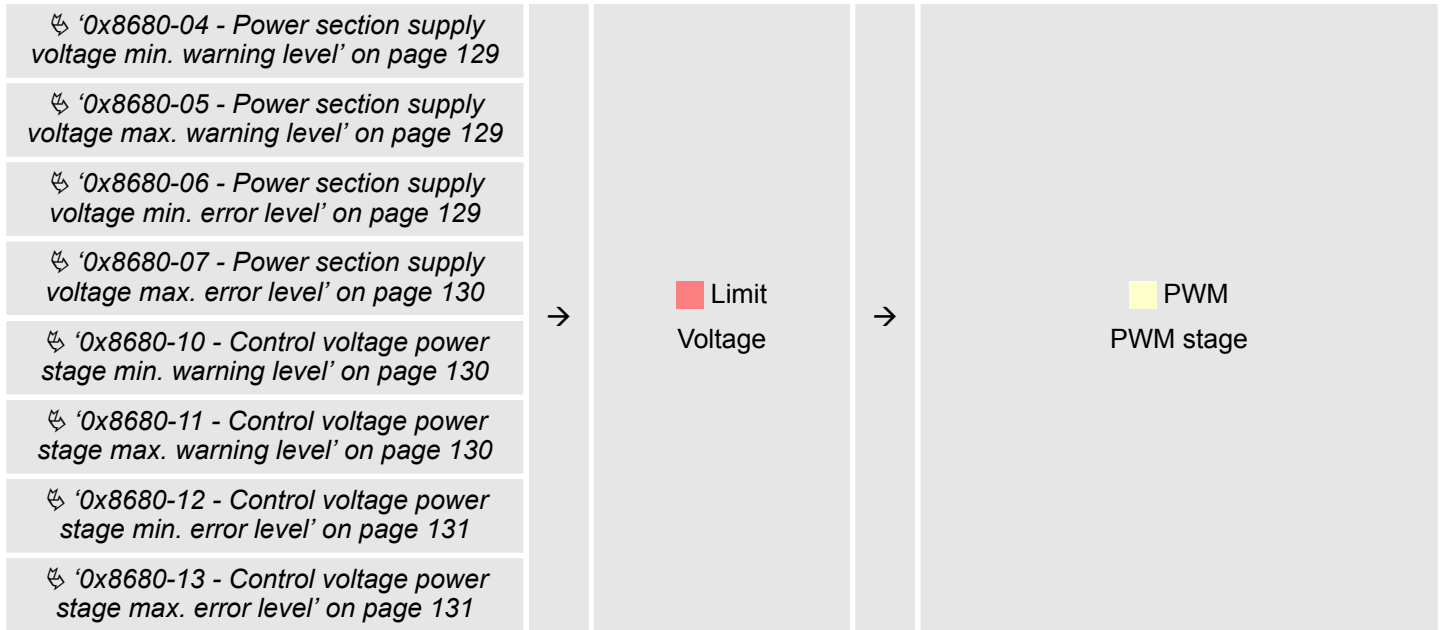 ↳ ‘0x8680-04 - Power section supply
voltage min. warning level’ on page 129
↳ ‘0x8680-05 - Power section supply
voltage max. warning level’ on page 129
↳ ‘0x8680-06 - Power section supply
voltage min. error level’ on page 129
↳ ‘0x8680-07 - Power section supply
voltage max. error level’ on page 130
↳ ‘0x8680-10 - Control voltage power
stage min. warning level’ on page 130
↳ ‘0x8680-11 - Control voltage power
stage max. warning level’ on page 130
↳ ‘0x8680-12 - Control voltage power
stage min. error level’ on page 131
↳ ‘0x8680-13 - Control voltage power
stage max. error level’ on page 131
→
Limit
Voltage
→
PWM
PWM stage